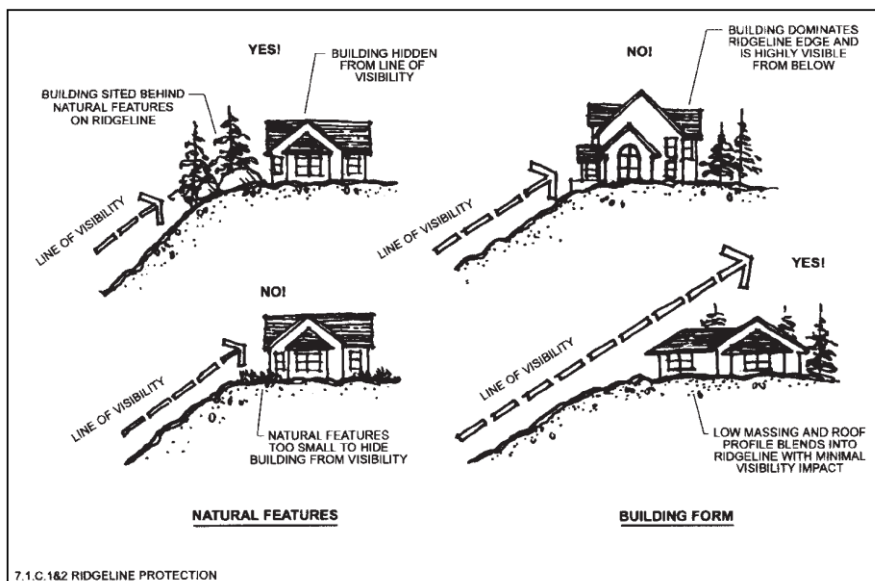 YES!
BUILDING HIDDEN
FROM LINE OF
VISIBILITY
BUILDING SITED BEHIND
NATURAL FEATURES
ON RIDGELINE
LINE OF VISIBILITY
NO!
BUILDING DOMINATES
RIDGELINE EDGE AND
IS HIGHLY VISIBLE
FROM BELOW
LINE OF VISIBILITY
NO!
LINE OF VISIBILITY
NATURAL FEATURES
TOO SMALL TO HIDE
BUILDING FROM VISIBILITY
YES!
LINE OF VISIBILITY
LOW MASSING AND ROOF
PROFILE BLENDS INTO
RIDGELINE WITH MINIMAL
VISIBILITY IMPACT
NATURAL FEATURES
BUILDING FORM
7.1.C.1&2 RIDGELINE PROTECTION